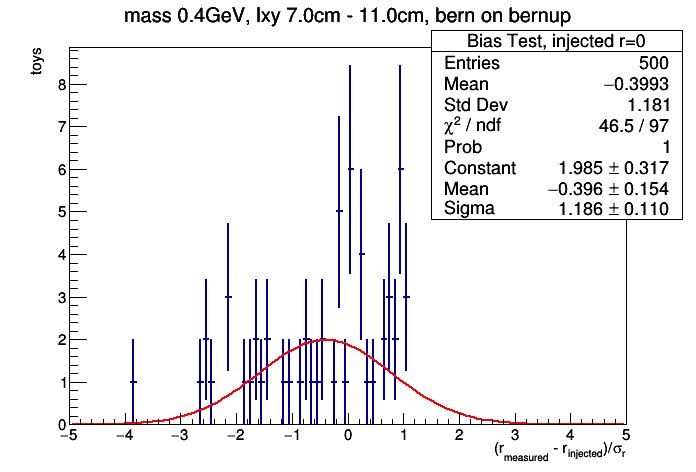 mass 0.4GeV, lxy 7.0cm - 11.0cm, bern on bernup
toys
Bias Test, injected r=0
Entries 500
Mean −0.3993
Std Dev 1.181
χ² / ndf 46.5 / 97
Prob 1
Constant 1.985 ± 0.317
Mean −0.396 ± 0.154
Sigma 1.186 ± 0.110
8
7
6
5
4
3
2
1
0
−5 −4 −3 −2 −1 0 1 2 3 4 5
(r_measured - r_injected)/σ_r